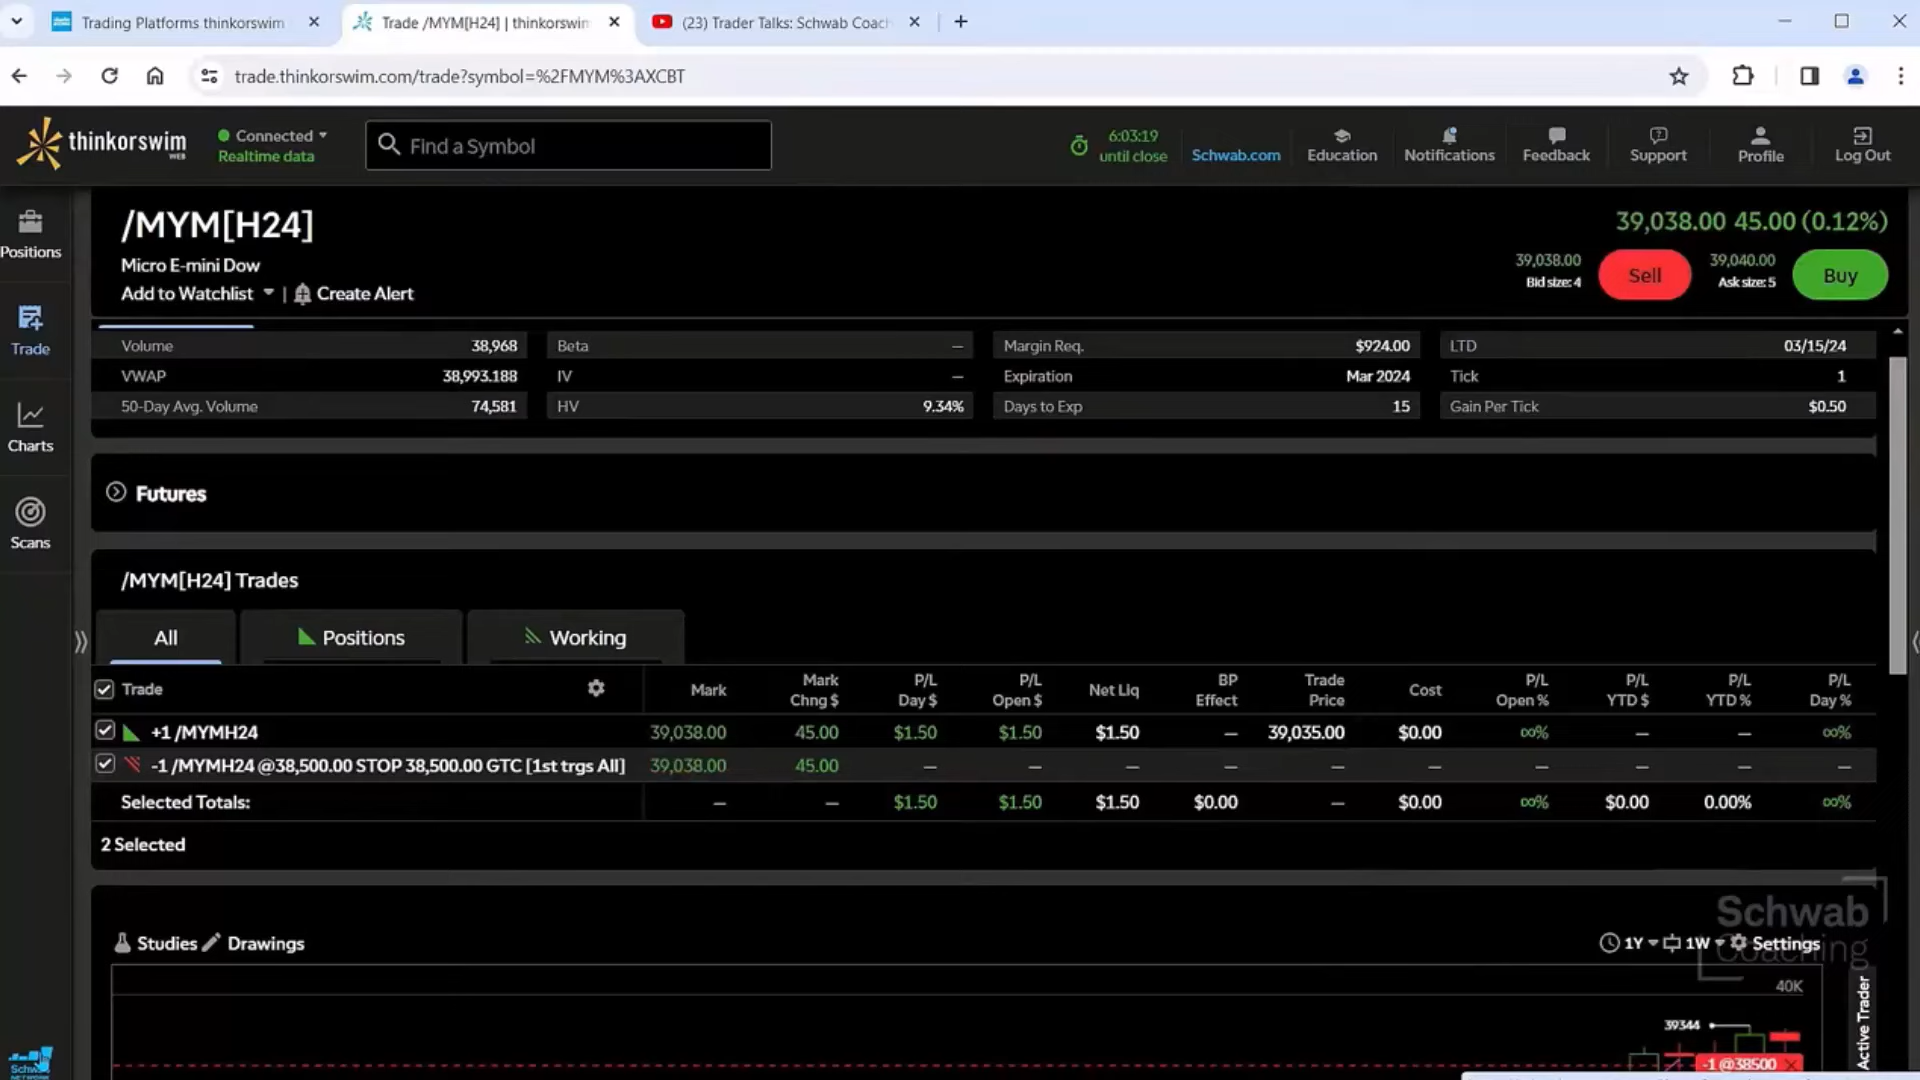 Trading Platforms thinkorswim
Trade /MYM[H24] | thinkorswim
(23) Trader Talks: Schwab Coach
trade.thinkorswim.com/trade?symbol=%2FMYM%3AXCBT
thinkorswim
WEB
Connected
Realtime data
Find a Symbol
6:03:19
until close
Schwab.com
Education
Notifications
Feedback
Support
Profile
Log Out
Positions
Trade
Charts
Scans
/MYM[H24]
Micro E-mini Dow
Add to Watchlist | Create Alert
39,038.00 45.00 (0.12%)
39,038.00
Bid size: 4
Sell
39,040.00
Ask size: 5
Buy
Volume 38,968 Beta – Margin Req. $924.00 LTD 03/15/24
VWAP 38,993.188 IV – Expiration Mar 2024 Tick 1
50-Day Avg. Volume 74,581 HV 9.34% Days to Exp 15 Gain Per Tick $0.50
Futures
/MYM[H24] Trades
All Positions Working
Trade Mark Mark Chng $ P/L Day $ P/L Open $ Net Liq BP Effect Trade Price Cost P/L Open % P/L YTD $ P/L YTD % P/L Day %
+1 /MYMH24 39,038.00 45.00 $1.50 $1.50 $1.50 – 39,035.00 $0.00 ∞% – – ∞%
-1 /MYMH24 @38,500.00 STOP 38,500.00 GTC [1st trgs All] 39,038.00 45.00 – – – – – – – – – –
Selected Totals: – – $1.50 $1.50 $1.50 $0.00 – $0.00 ∞% $0.00 0.00% ∞%
2 Selected
Schwab
Coaching
Studies Drawings
1Y 1W Settings
40K
39344
-1 @38500
Active Trader